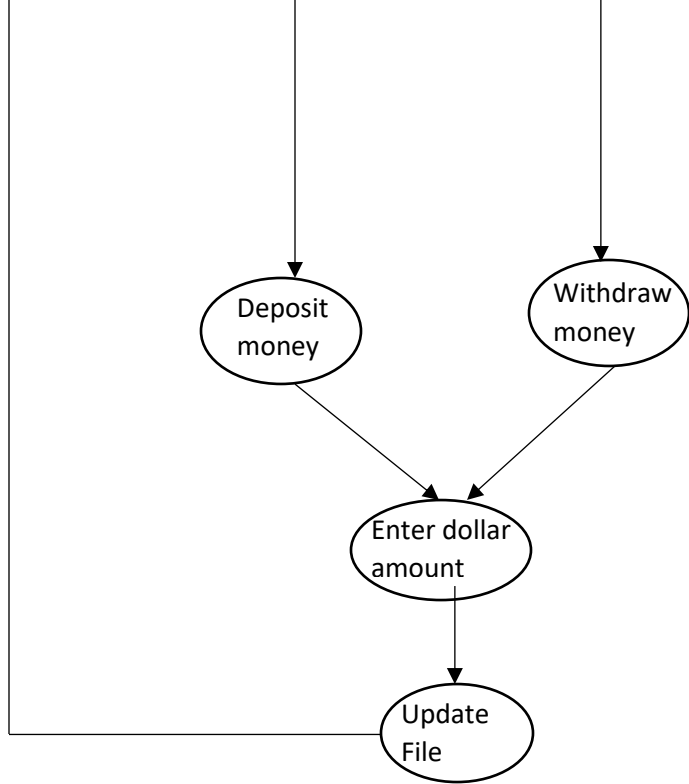 Deposit
money
Withdraw
money
Enter dollar
amount
Update
File